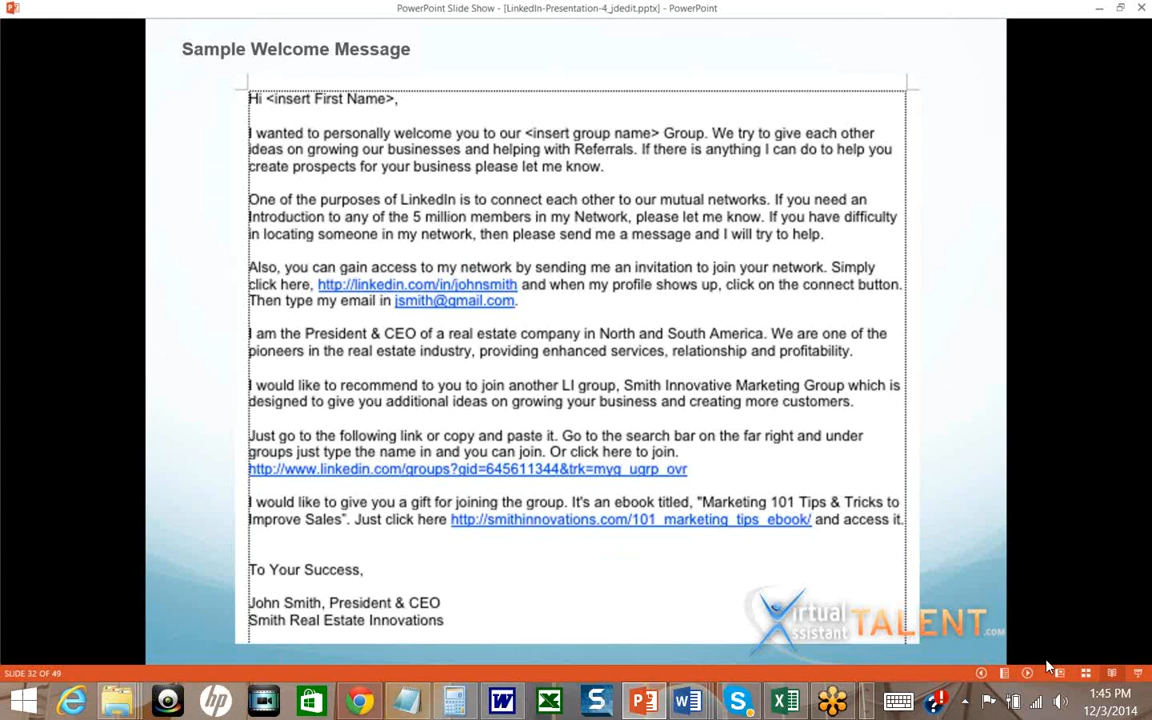 PowerPoint Slide Show - [LinkedIn-Presentation-4_jdedit.pptx] - PowerPoint
Sample Welcome Message
Hi <insert First Name>,
I wanted to personally welcome you to our <insert group name> Group. We try to give each other
ideas on growing our businesses and helping with Referrals. If there is anything I can do to help you
create prospects for your business please let me know.
One of the purposes of LinkedIn is to connect each other to our mutual networks. If you need an
Introduction to any of the 5 million members in my Network, please let me know. If you have difficulty
in locating someone in my network, then please send me a message and I will try to help.
Also, you can gain access to my network by sending me an invitation to join your network. Simply
click here, http://linkedin.com/in/johnsmith and when my profile shows up, click on the connect button.
Then type my email in jsmith@gmail.com.
I am the President & CEO of a real estate company in North and South America. We are one of the
pioneers in the real estate industry, providing enhanced services, relationship and profitability.
I would like to recommend to you to join another LI group, Smith Innovative Marketing Group which is
designed to give you additional ideas on growing your business and creating more customers.
Just go to the following link or copy and paste it. Go to the search bar on the far right and under
groups just type the name in and you can join. Or click here to join.
http://www.linkedin.com/groups?gid=645611344&trk=myg_ugrp_ovr
I would like to give you a gift for joining the group. It's an ebook titled, "Marketing 101 Tips & Tricks to
Improve Sales". Just click here http://smithinnovations.com/101_marketing_tips_ebook/ and access it.
To Your Success,
John Smith, President & CEO
Smith Real Estate Innovations
Virtual
Assistant TALENT.com
SLIDE 32 OF 49
hp
1:45 PM
12/3/2014